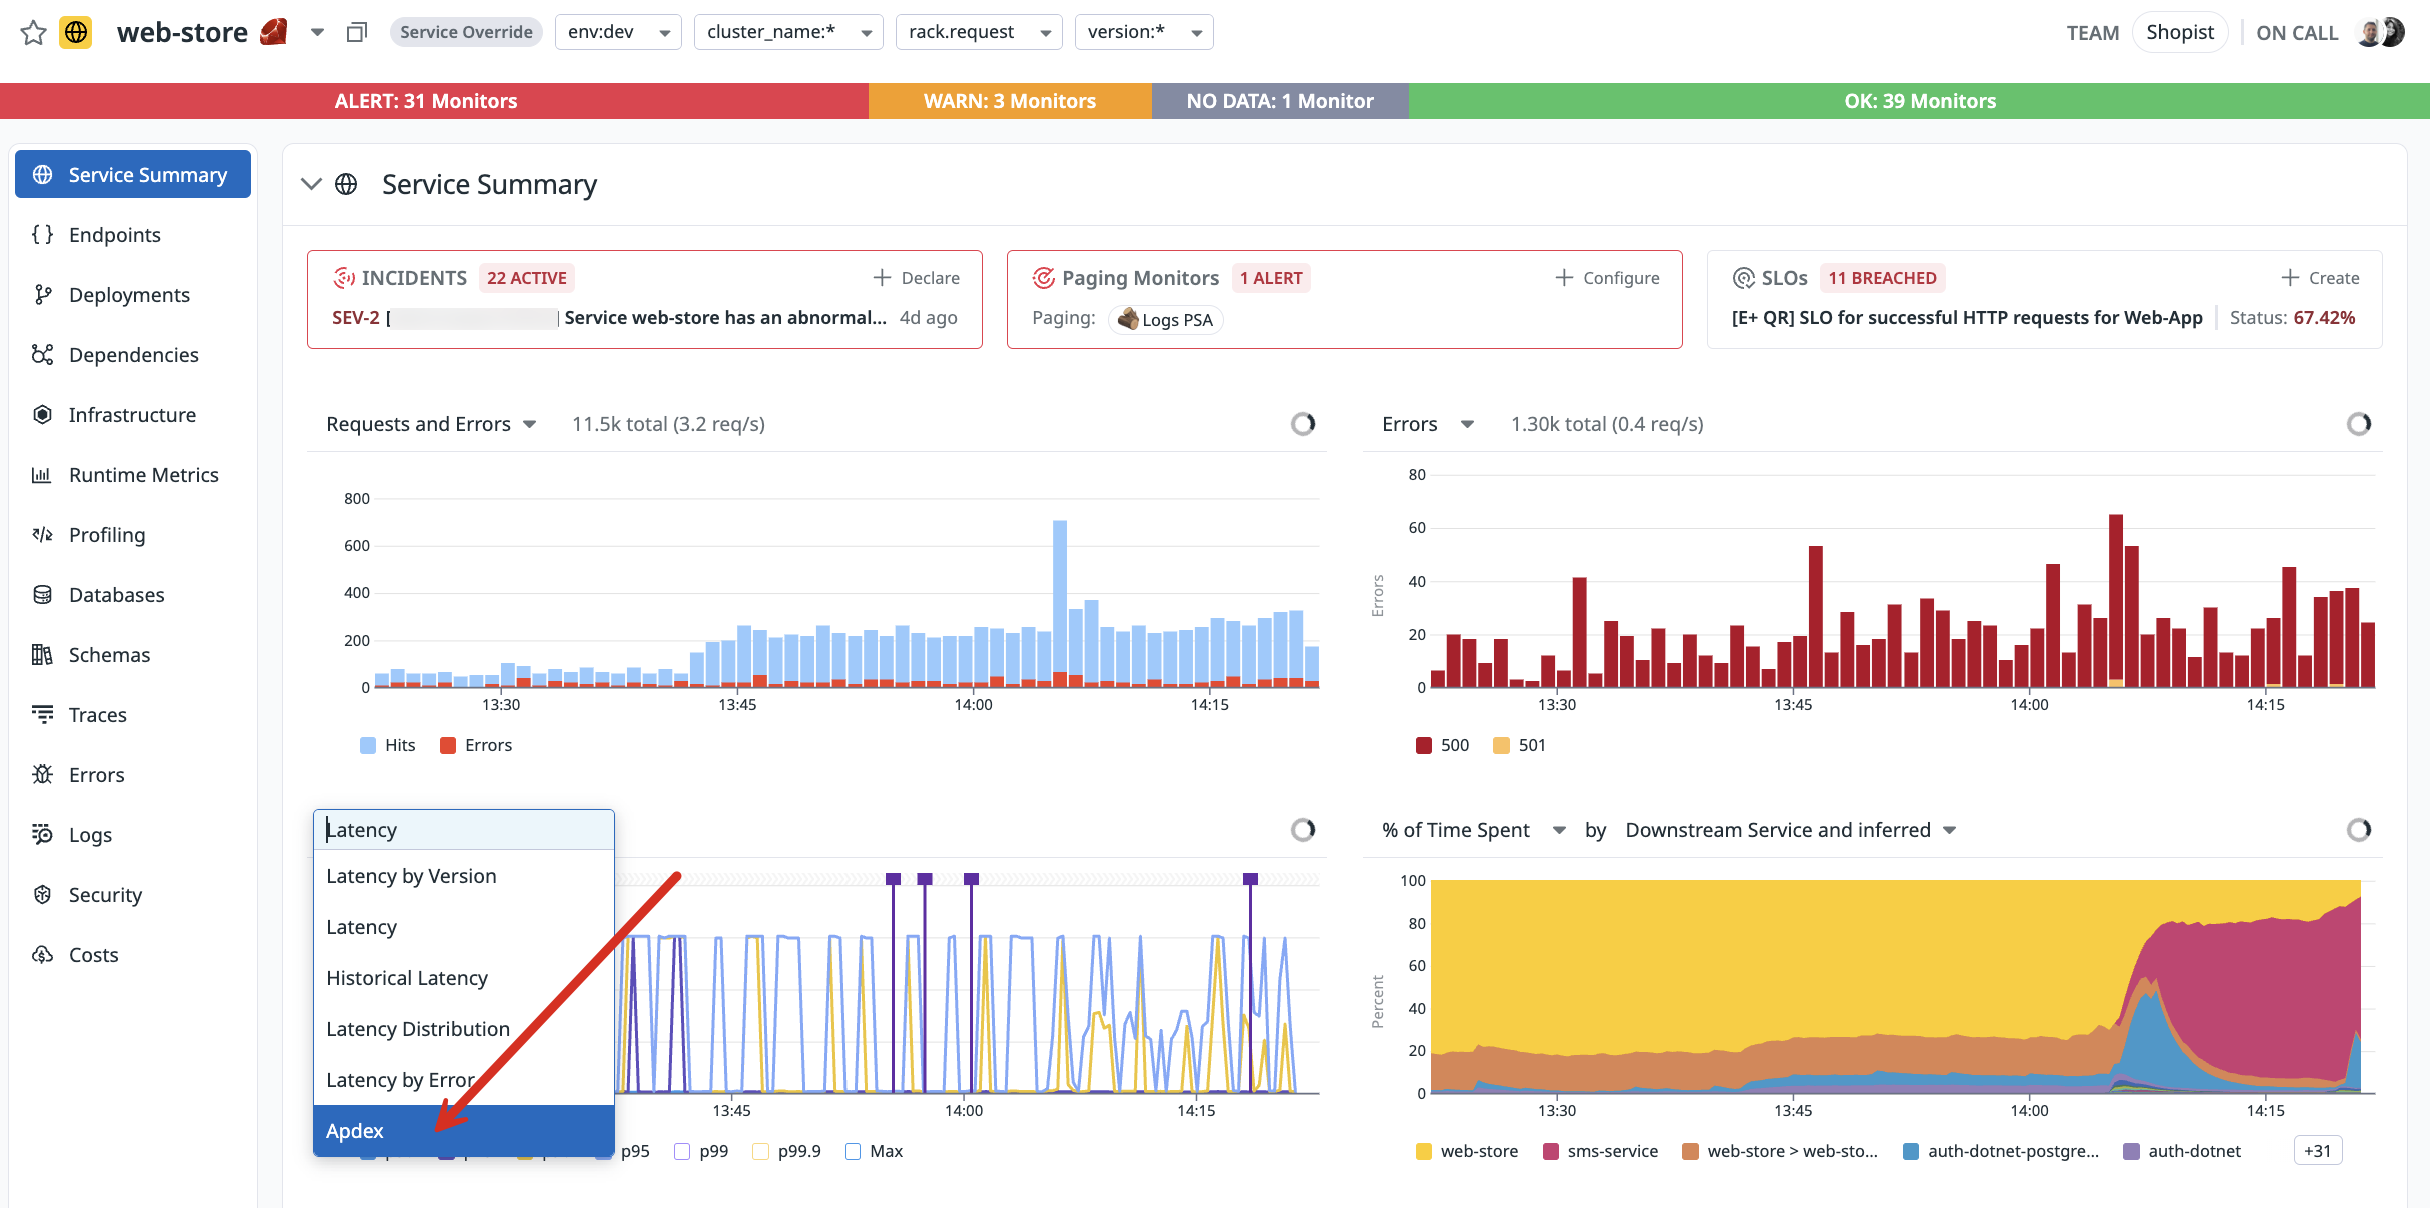 web-store
Service Override
env:dev
cluster_name:*
rack.request
version:*
TEAM
Shopist
ON CALL
ALERT: 31 Monitors
WARN: 3 Monitors
NO DATA: 1 Monitor
OK: 39 Monitors
Service Summary
Endpoints
Deployments
Dependencies
Infrastructure
Runtime Metrics
Profiling
Databases
Schemas
Traces
Errors
Logs
Security
Costs
Service Summary
INCIDENTS 22 ACTIVE
Declare
SEV-2 [ Service web-store has an abnormal... 4d ago
Paging Monitors 1 ALERT
Configure
Paging: Logs PSA
SLOs 11 BREACHED
Create
[E+ QR] SLO for successful HTTP requests for Web-App
Status: 67.42%
Requests and Errors
11.5k total (3.2 req/s)
800
600
400
200
0
13:30 13:45 14:00 14:15
Hits Errors
Errors
1.30k total (0.4 req/s)
80
60
40
20
0
Errors
13:30 13:45 14:00 14:15
500 501
Latency
Latency by Version
Latency
Historical Latency
Latency Distribution
Latency by Error
Apdex
13:45 14:00 14:15
p95 p99 p99.9 Max
% of Time Spent by Downstream Service and inferred
100
80
60
40
20
0
Percent
13:30 13:45 14:00 14:15
web-store sms-service web-store > web-sto... auth-dotnet-postgre... auth-dotnet +31